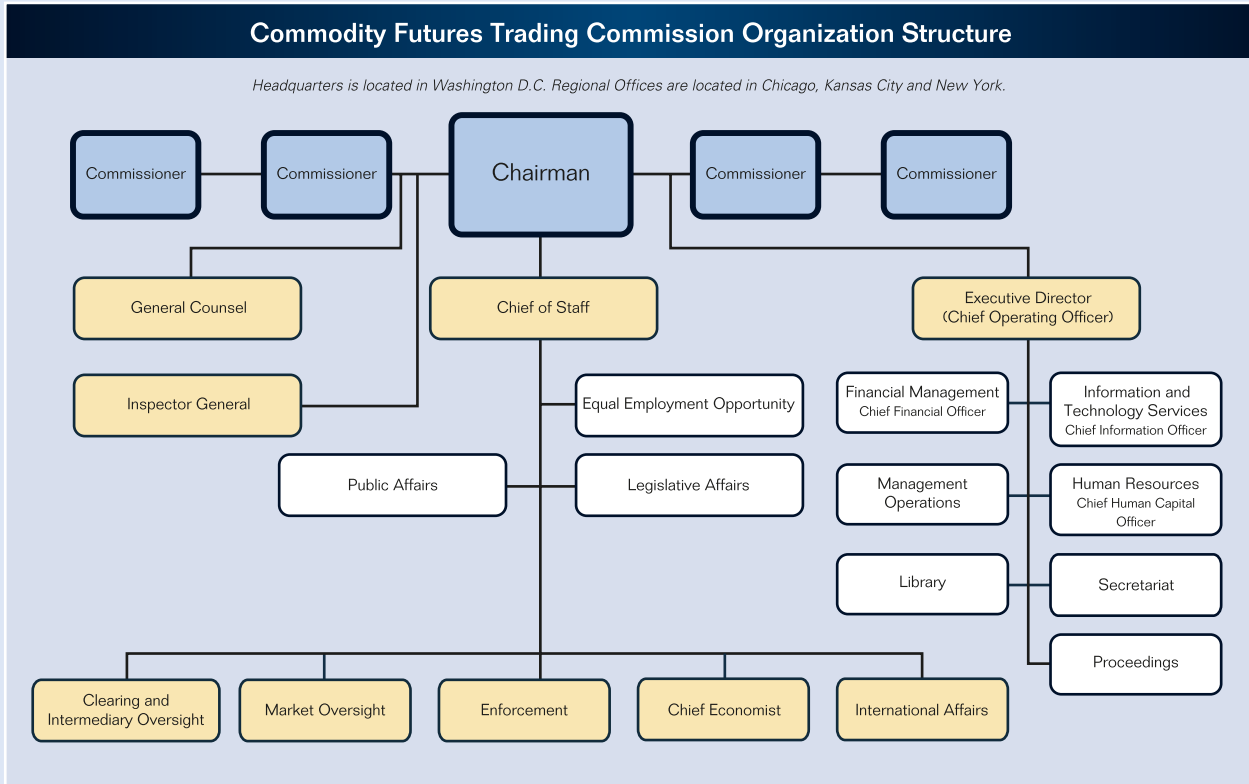 Commodity Futures Trading Commission Organization Structure
Headquarters is located in Washington D.C. Regional Offices are located in Chicago, Kansas City and New York.
Commissioner
Commissioner
Chairman
Commissioner
Commissioner
General Counsel
Chief of Staff
Executive Director
(Chief Operating Officer)
Inspector General
Equal Employment Opportunity
Financial Management
Chief Financial Officer
Information and
Technology Services
Chief Information Officer
Public Affairs
Legislative Affairs
Management
Operations
Human Resources
Chief Human Capital
Officer
Library
Secretariat
Proceedings
Clearing and
Intermediary Oversight
Market Oversight
Enforcement
Chief Economist
International Affairs